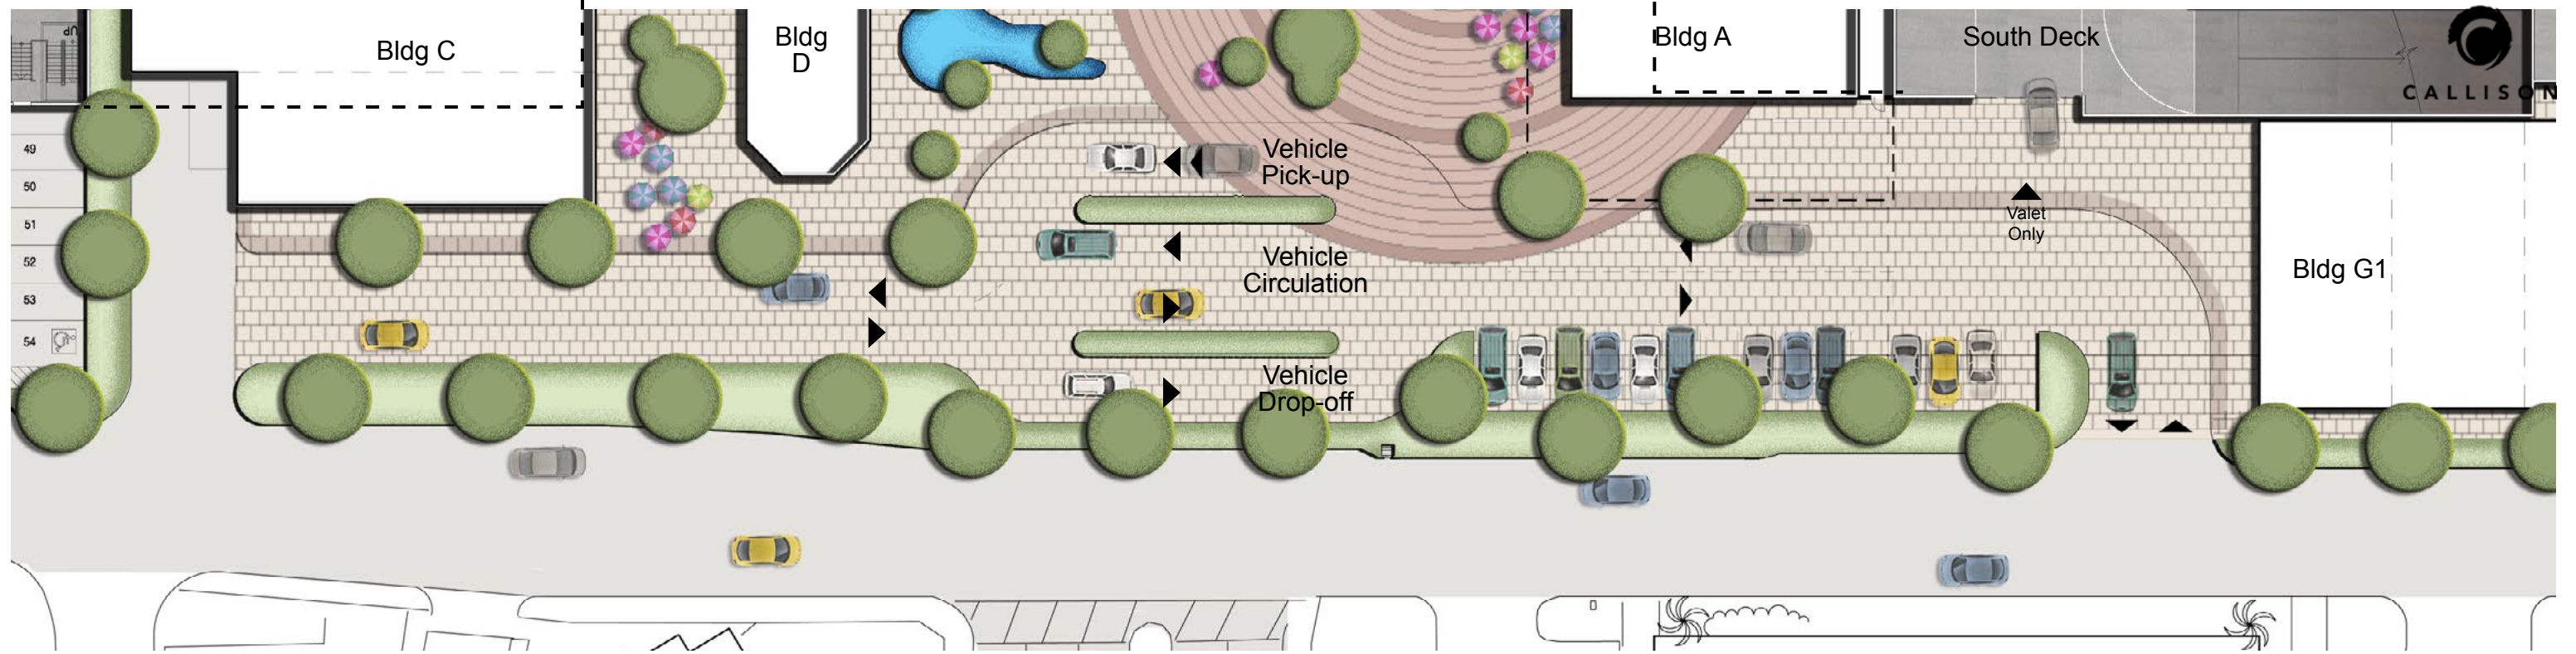 UP
Bldg C
Bldg
D
Bldg A
South Deck
CALLISON
49
50
51
52
53
54
Vehicle
Pick-up
Vehicle
Circulation
Vehicle
Drop-off
Valet
Only
Bldg G1